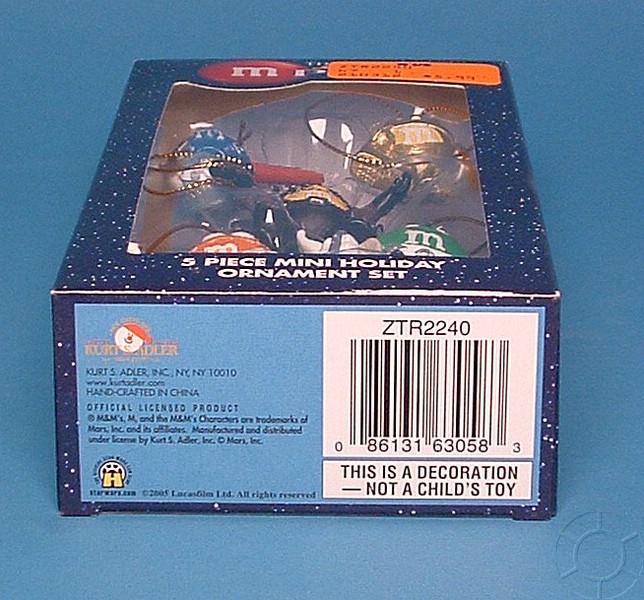 m
ZTR2240
$5.99
m
m
5 PIECE MINI HOLIDAY
ORNAMENT SET
KURT S. ADLER
KURT S. ADLER, INC., NY, NY 10010
www.kurtadler.com
HAND-CRAFTED IN CHINA
OFFICIAL LICENSED PRODUCT
® M&M's, M, and the M&M's Characters are trademarks of
Mars, Inc. and its affiliates. Manufactured and distributed
under license by Kurt S. Adler, Inc. © Mars, Inc.
starwars.com ©2005 Lucasfilm Ltd. All rights reserved
ZTR2240
0 86131 63058 3
THIS IS A DECORATION
— NOT A CHILD'S TOY